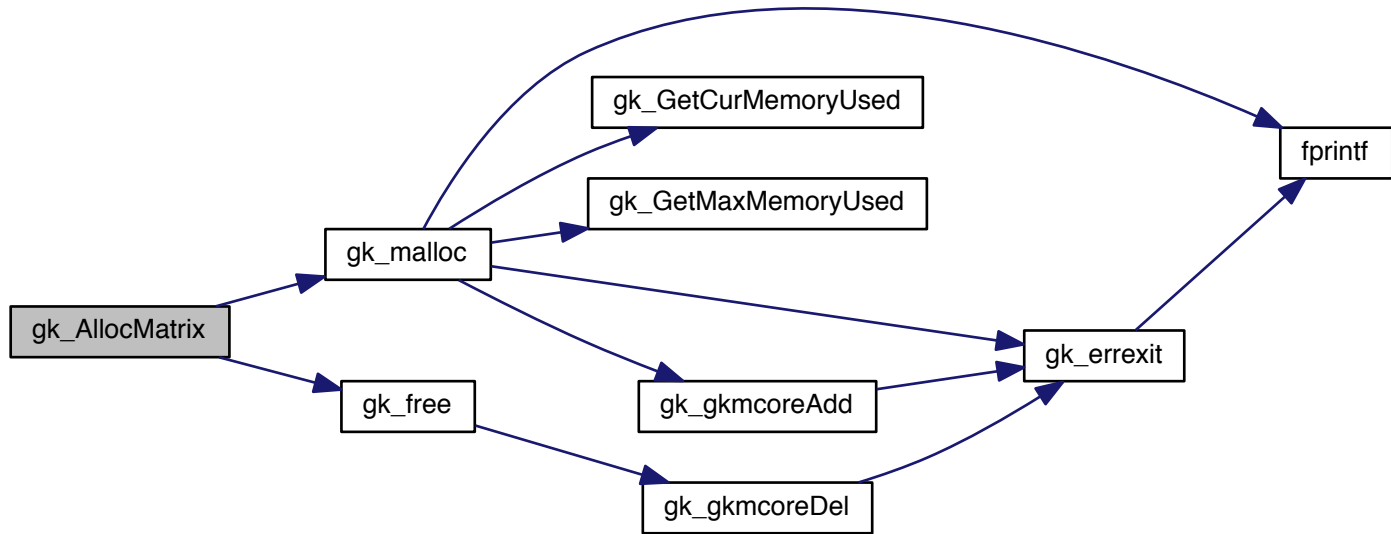 gk_GetCurMemoryUsed
fprintf
gk_GetMaxMemoryUsed
gk_malloc
gk_AllocMatrix
gk_errexit
gk_free
gk_gkmcoreAdd
gk_gkmcoreDel